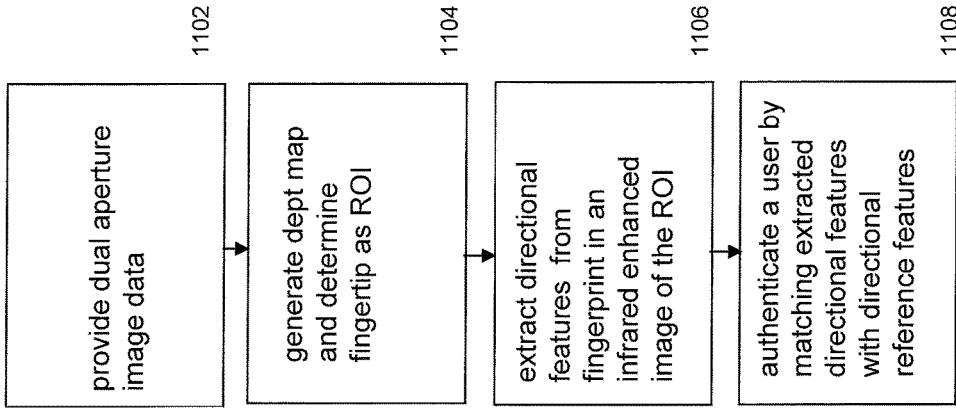 provide dual aperture
image data
1102
generate dept map
and determine
fingertip as ROI
1104
extract directional
features from
fingerprint in an
infrared enhanced
image of the ROI
1106
authenticate a user by
matching extracted
directional features
with directional
reference features
1108